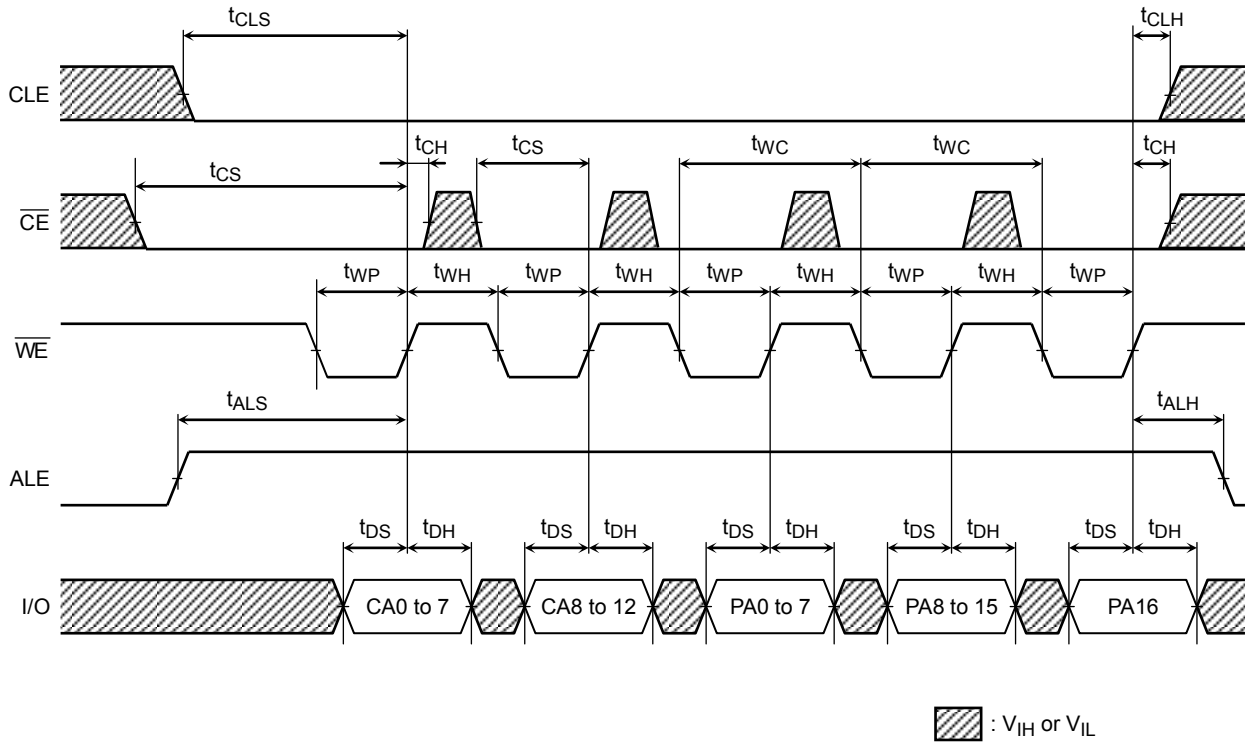 tCLS tCLH
CLE
tCH tCS tWC tWC tCH
tCS
CE
tWP tWH tWP tWH tWP tWH tWP tWH tWP
WE
tALS tALH
ALE
tDS tDH tDS tDH tDS tDH tDS tDH tDS tDH
I/O CA0 to 7 CA8 to 12 PA0 to 7 PA8 to 15 PA16
: VIH or VIL